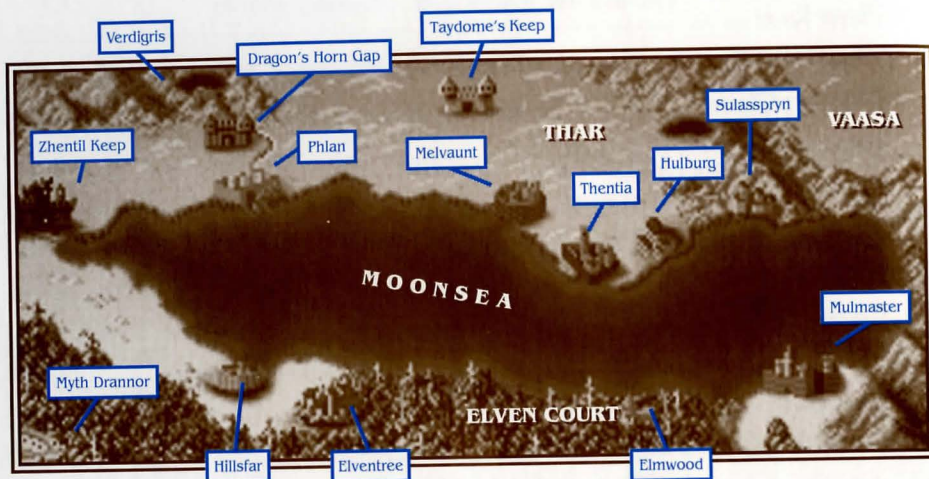 Taydome's Keep
Verdigris
Dragon's Horn Gap
Sulasspryn
VAASA
THAR
Zhentil Keep
Phlan
Melvaunt
Hulburg
Thentia
MOONSEA
Mulmaster
Myth Drannor
ELVEN COURT
Hillsfar
Elventree
Elmwood